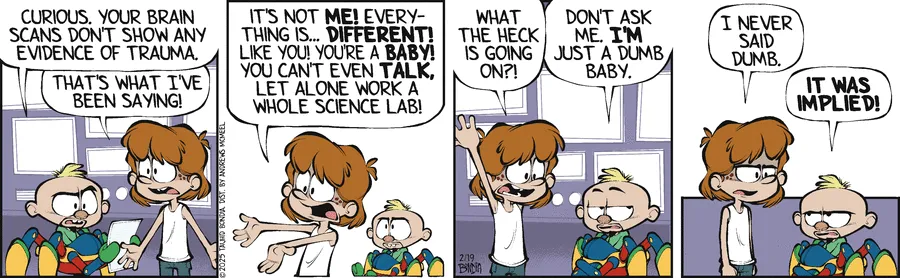 CURIOUS. YOUR BRAIN
SCANS DON'T SHOW ANY
EVIDENCE OF TRAUMA.
THAT'S WHAT I'VE
BEEN SAYING!
©2025 DAVID BONDIA DIST. BY ANDREWS MCMEEL
IT'S NOT ME! EVERY-
THING IS... DIFFERENT!
LIKE YOU! YOU'RE A BABY!
YOU CAN'T EVEN TALK,
LET ALONE WORK A
WHOLE SCIENCE LAB!
WHAT
THE HECK
IS GOING
ON?!
DON'T ASK
ME. I'M
JUST A DUMB
BABY.
2/19
I NEVER
SAID
DUMB.
IT WAS
IMPLIED!